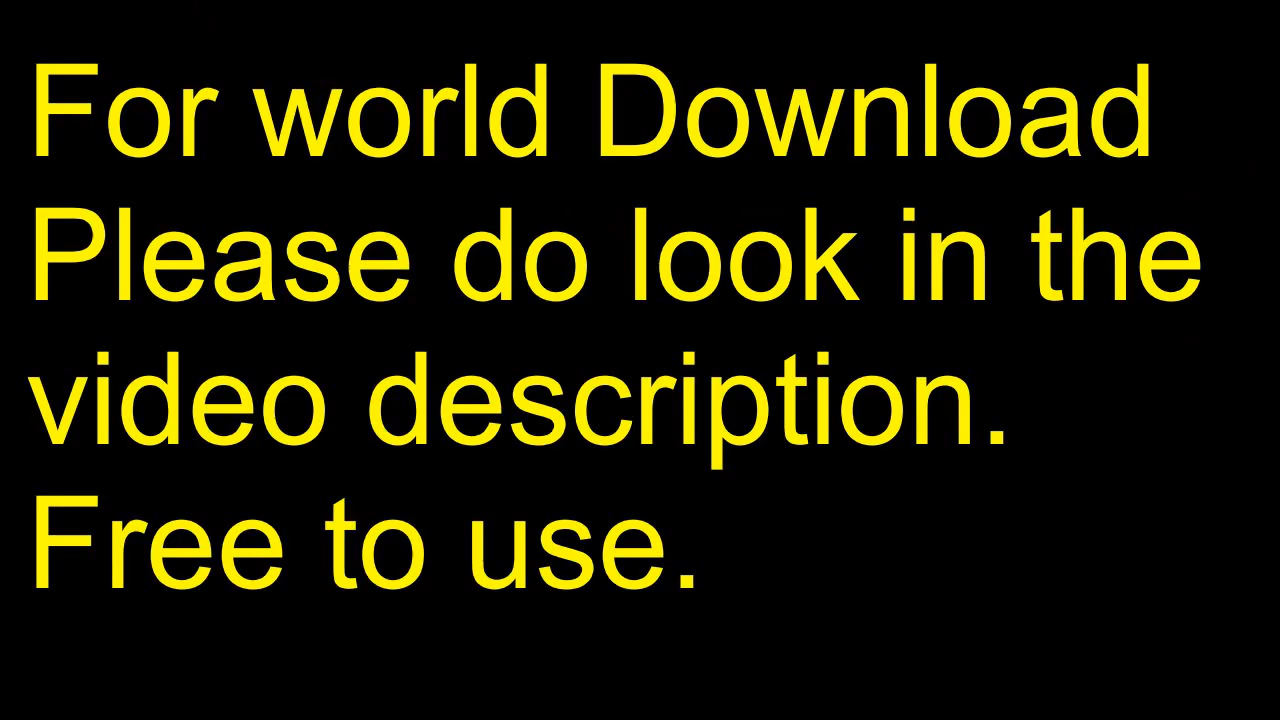 For world Download
Please do look in the
video description.
Free to use.